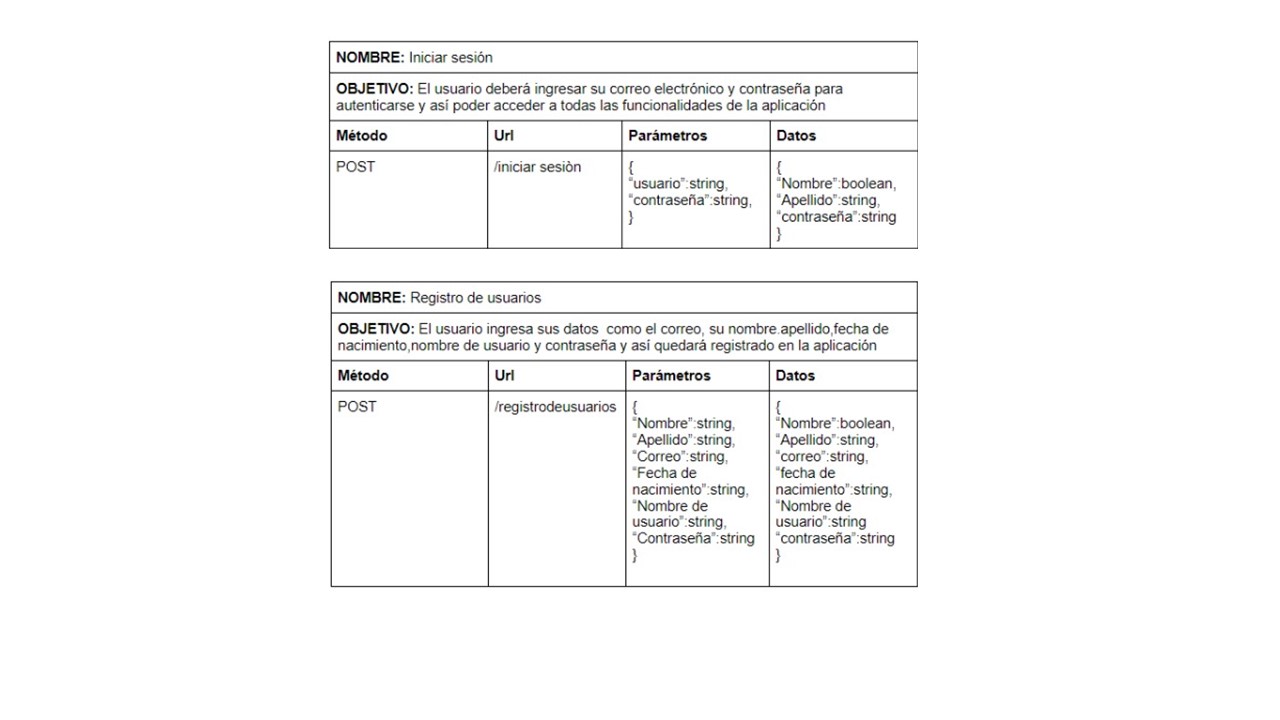 NOMBRE: Iniciar sesión
OBJETIVO: El usuario deberá ingresar su correo electrónico y contraseña para
autenticarse y así poder acceder a todas las funcionalidades de la aplicación
Método Url Parámetros Datos
POST
/iniciar sesiòn
{
“usuario”:string,
“contraseña”:string,
}
{
“Nombre”:boolean,
“Apellido”:string,
“contraseña”:string
}
NOMBRE: Registro de usuarios
OBJETIVO: El usuario ingresa sus datos  como el correo, su nombre.apellido,fecha de
nacimiento,nombre de usuario y contraseña y así quedará registrado en la aplicación
Método Url Parámetros Datos
POST
/registrodeusuarios
{
“Nombre”:string,
“Apellido”:string,
“Correo”:string,
“Fecha de
nacimiento”:string,
“Nombre de
usuario”:string,
“Contraseña”:string
}
{
“Nombre”:boolean,
“Apellido”:string,
“correo”:string,
“fecha de
nacimiento”:string,
“Nombre de
usuario”:string
“contraseña”:string
}